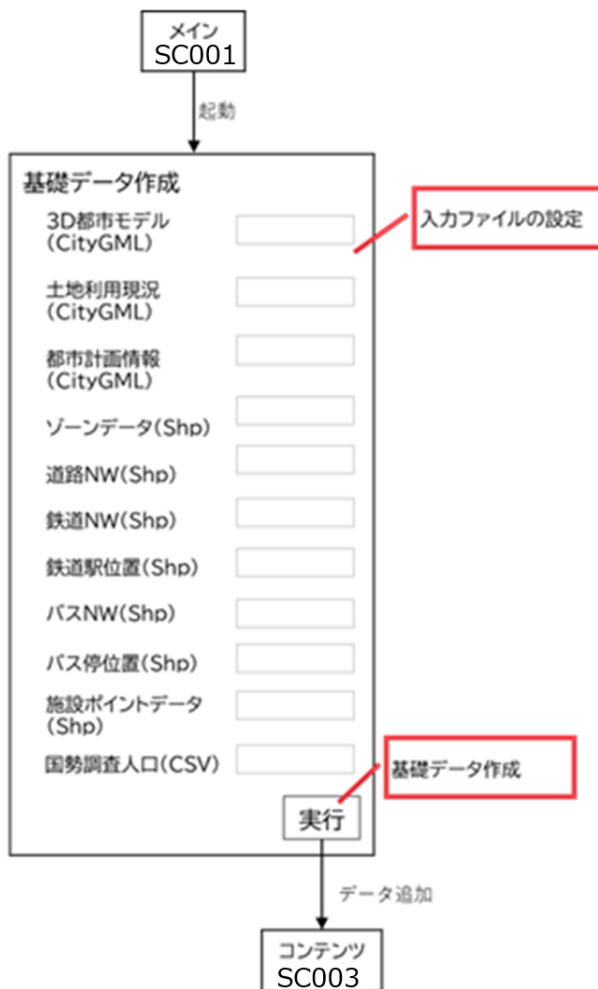 メイン
SC001
起動
基礎データ作成
3D都市モデル
(CityGML)
入力ファイルの設定
土地利用現況
(CityGML)
都市計画情報
(CityGML)
ゾーンデータ(Shp)
道路NW(Shp)
鉄道NW(Shp)
鉄道駅位置(Shp)
バスNW(Shp)
バス停位置(Shp)
施設ポイントデータ
(Shp)
国勢調査人口(CSV)
基礎データ作成
実行
データ追加
コンテンツ
SC003